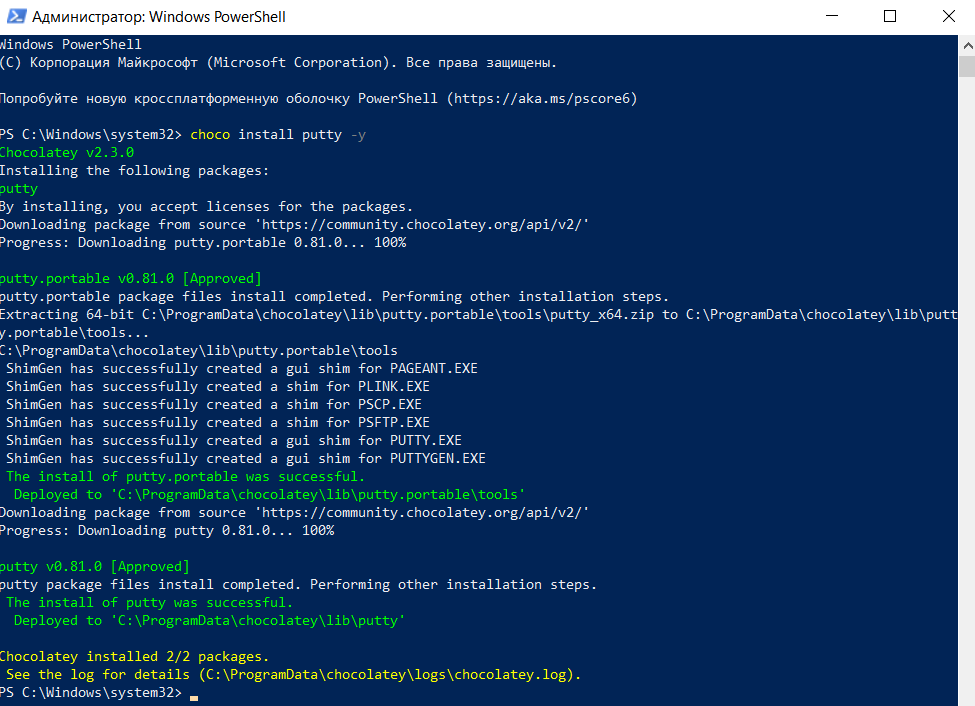 Администратор: Windows PowerShell
Windows PowerShell
(C) Корпорация Майкрософт (Microsoft Corporation). Все права защищены.
Попробуйте новую кроссплатформенную оболочку PowerShell (https://aka.ms/pscore6)
PS C:\Windows\system32> choco install putty -y
Chocolatey v2.3.0
Installing the following packages:
putty
By installing, you accept licenses for the packages.
Downloading package from source 'https://community.chocolatey.org/api/v2/'
Progress: Downloading putty.portable 0.81.0... 100%
putty.portable v0.81.0 [Approved]
putty.portable package files install completed. Performing other installation steps.
Extracting 64-bit C:\ProgramData\chocolatey\lib\putty.portable\tools\putty_x64.zip to C:\ProgramData\chocolatey\lib\putt
y.portable\tools...
C:\ProgramData\chocolatey\lib\putty.portable\tools
ShimGen has successfully created a gui shim for PAGEANT.EXE
ShimGen has successfully created a shim for PLINK.EXE
ShimGen has successfully created a shim for PSCP.EXE
ShimGen has successfully created a shim for PSFTP.EXE
ShimGen has successfully created a gui shim for PUTTY.EXE
ShimGen has successfully created a gui shim for PUTTYGEN.EXE
The install of putty.portable was successful.
Deployed to 'C:\ProgramData\chocolatey\lib\putty.portable\tools'
Downloading package from source 'https://community.chocolatey.org/api/v2/'
Progress: Downloading putty 0.81.0... 100%
putty v0.81.0 [Approved]
putty package files install completed. Performing other installation steps.
The install of putty was successful.
Deployed to 'C:\ProgramData\chocolatey\lib\putty'
Chocolatey installed 2/2 packages.
See the log for details (C:\ProgramData\chocolatey\logs\chocolatey.log).
PS C:\Windows\system32>